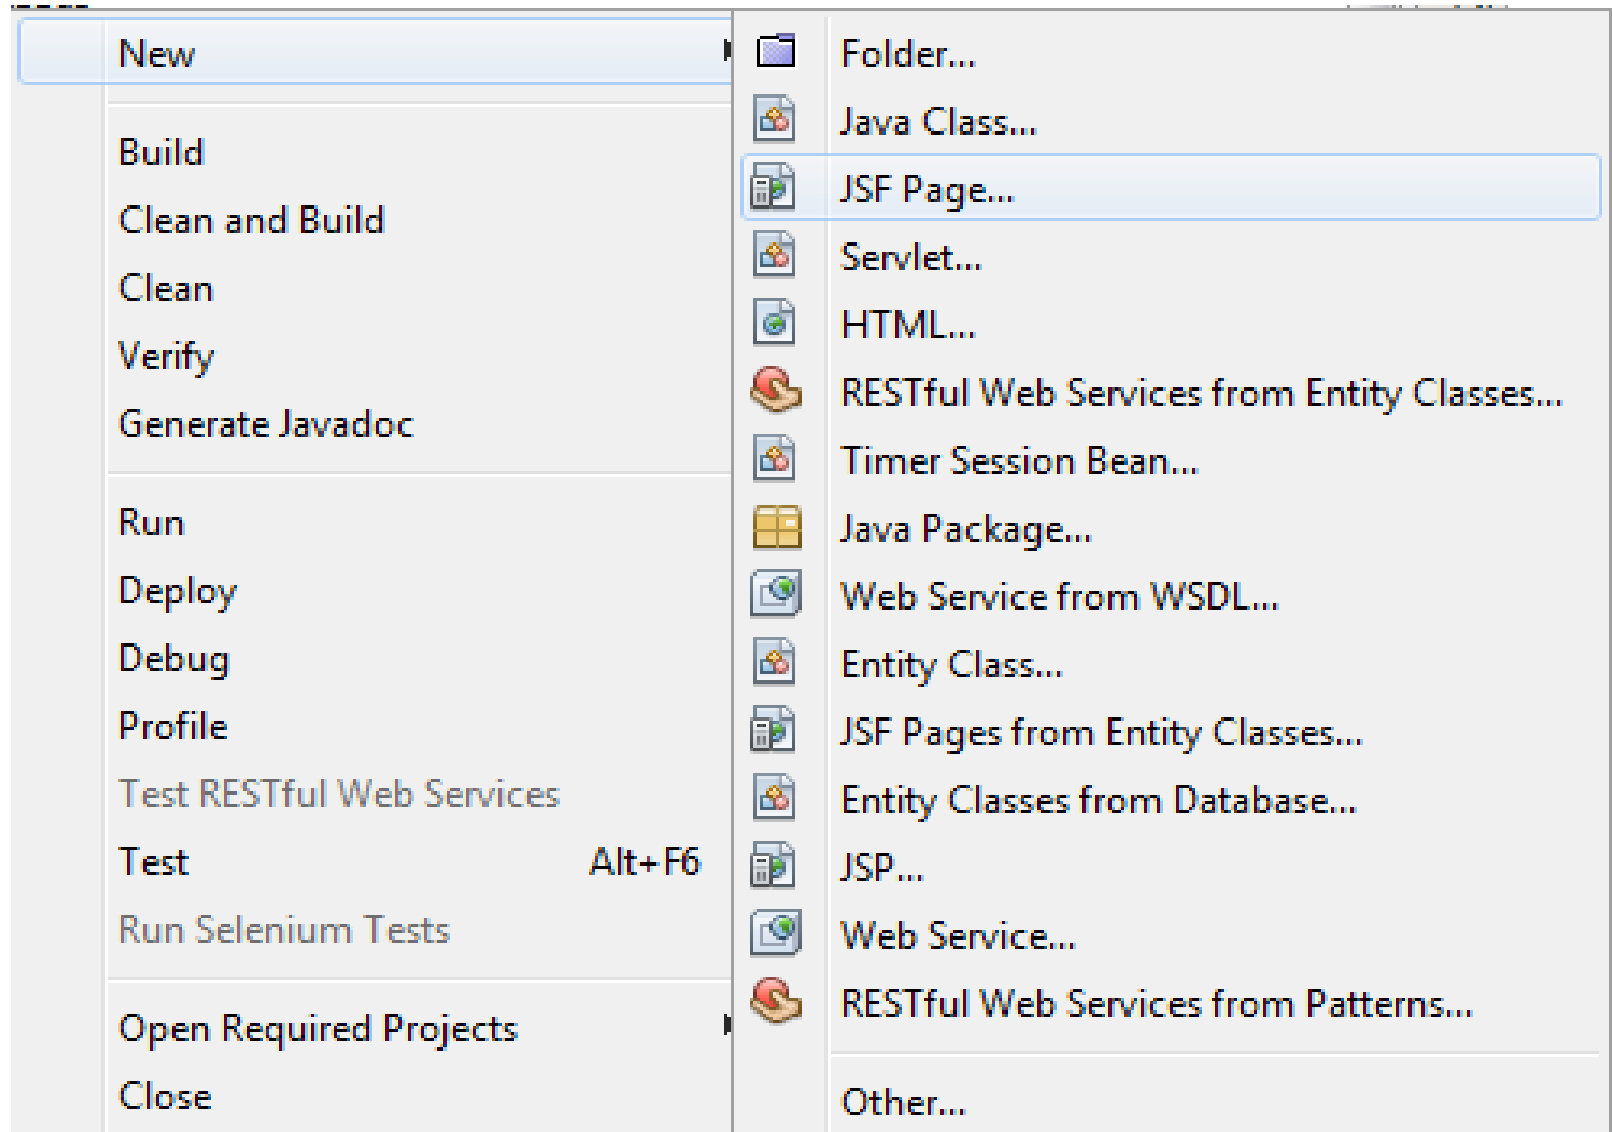 New
Build
Clean and Build
Clean
Verify
Generate Javadoc
Run
Deploy
Debug
Profile
Test RESTful Web Services
Test Alt+F6
Run Selenium Tests
Open Required Projects
Close
Folder...
Java Class...
JSF Page...
Servlet...
HTML...
RESTful Web Services from Entity Classes...
Timer Session Bean...
Java Package...
Web Service from WSDL...
Entity Class...
JSF Pages from Entity Classes...
Entity Classes from Database...
JSP...
Web Service...
RESTful Web Services from Patterns...
Other...